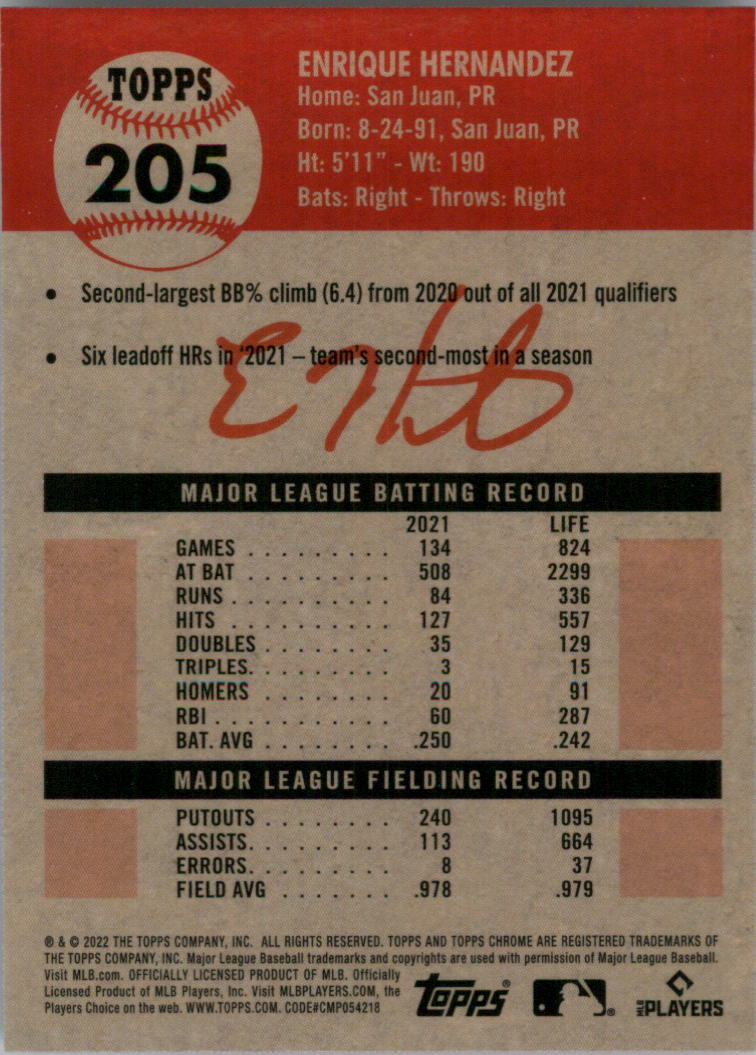 TOPPS
205
ENRIQUE HERNANDEZ
Home: San Juan, PR
Born: 8-24-91, San Juan, PR
Ht: 5'11" - Wt: 190
Bats: Right - Throws: Right
• Second-largest BB% climb (6.4) from 2020 out of all 2021 qualifiers
• Six leadoff HRs in '2021 – team's second-most in a season
MAJOR LEAGUE BATTING RECORD
2021 LIFE
GAMES . . . . . . . . . 134 824
AT BAT . . . . . . . . . 508 2299
RUNS . . . . . . . . . . 84 336
HITS . . . . . . . . . . 127 557
DOUBLES . . . . . . . . 35 129
TRIPLES. . . . . . . . . 3 15
HOMERS . . . . . . . . 20 91
RBI . . . . . . . . . . . 60 287
BAT. AVG . . . . . . . . .250 .242
MAJOR LEAGUE FIELDING RECORD
PUTOUTS . . . . . . . . 240 1095
ASSISTS. . . . . . . . . 113 664
ERRORS. . . . . . . . . 8 37
FIELD AVG . . . . . . . .978 .979
® & © 2022 THE TOPPS COMPANY, INC. ALL RIGHTS RESERVED. TOPPS AND TOPPS CHROME ARE REGISTERED TRADEMARKS OF
THE TOPPS COMPANY, INC. Major League Baseball trademarks and copyrights are used with permission of Major League Baseball.
Visit MLB.com. OFFICIALLY LICENSED PRODUCT OF MLB. Officially
Licensed Product of MLB Players, Inc. Visit MLBPLAYERS.COM, the
Players Choice on the web. WWW.TOPPS.COM. CODE#CMP054218
topps®
®
MLB PLAYERS